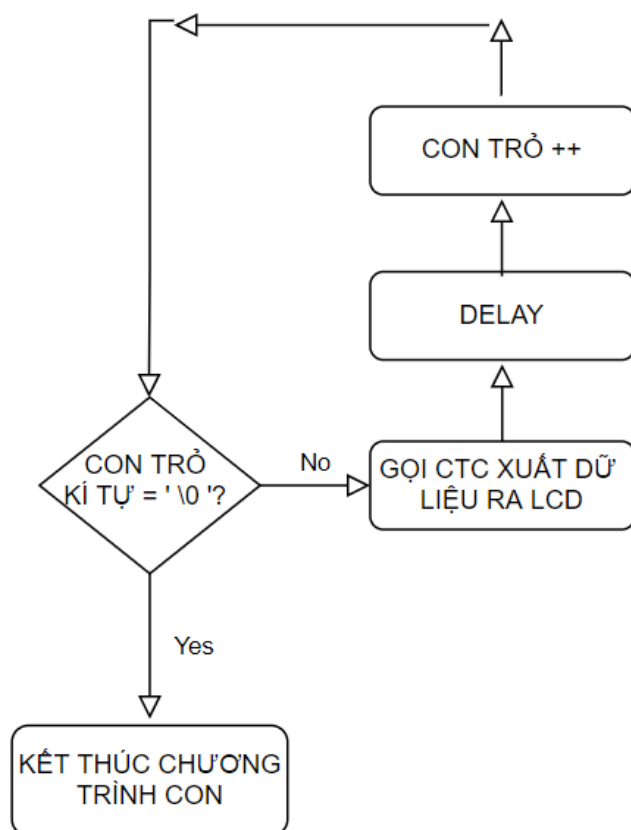 CON TRỎ ++
DELAY
CON TRỎ
KÍ TỰ = ' \0 '?
No
GỌI CTC XUẤT DỮ
LIỆU RA LCD
Yes
KẾT THÚC CHƯƠNG
TRÌNH CON